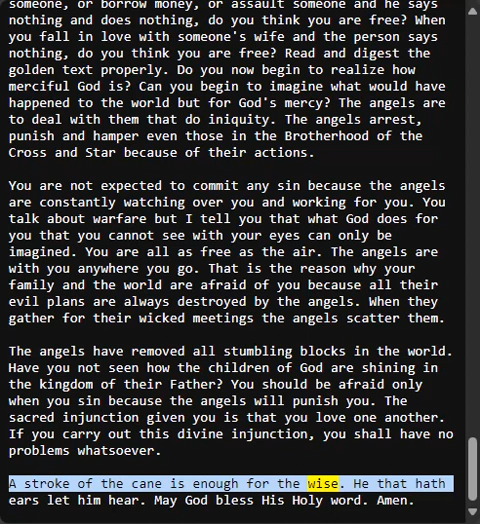 someone, or borrow money, or assault someone and he says
nothing and does nothing, do you think you are free? When
you fall in love with someone's wife and the person says
nothing, do you think you are free? Read and digest the
golden text properly. Do you now begin to realize how
merciful God is? Can you begin to imagine what would have
happened to the world but for God's mercy? The angels are
to deal with them that do iniquity. The angels arrest,
punish and hamper even those in the Brotherhood of the
Cross and Star because of their actions.

You are not expected to commit any sin because the angels
are constantly watching over you and working for you. You
talk about warfare but I tell you that what God does for
you that you cannot see with your eyes can only be
imagined. You are all as free as the air. The angels are
with you anywhere you go. That is the reason why your
family and the world are afraid of you because all their
evil plans are always destroyed by the angels. When they
gather for their wicked meetings the angels scatter them.

The angels have removed all stumbling blocks in the world.
Have you not seen how the children of God are shining in
the kingdom of their Father? You should be afraid only
when you sin because the angels will punish you. The
sacred injunction given you is that you love one another.
If you carry out this divine injunction, you shall have no
problems whatsoever.

A stroke of the cane is enough for the wise. He that hath
ears let him hear. May God bless His Holy word. Amen.